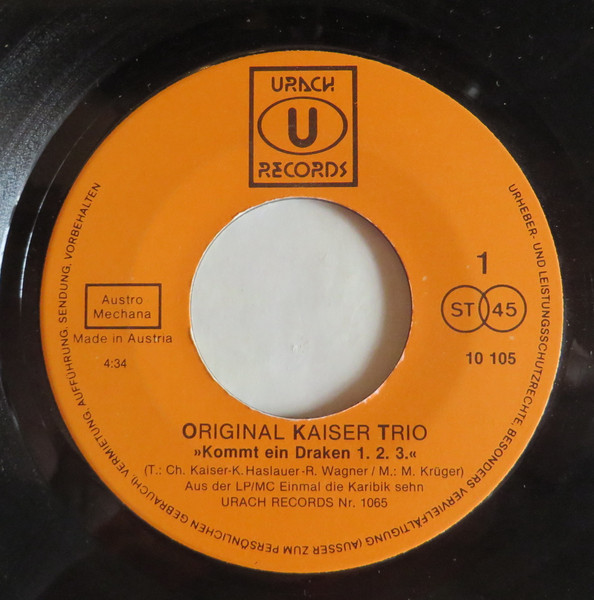 URACH
U
RECORDS
URHEBER- UND LEISTUNGSSCHUTZRECHTE, BESONDERS VERVIELFÄLTIGUNG (AUSSER ZUM PERSÖNLICHEN GEBRAUCH), VERMIETUNG, AUFFÜHRUNG, SENDUNG, VORBEHALTEN
1
Austro
Mechana
ST 45
Made in Austria
4:34
10 105
ORIGINAL KAISER TRIO
»Kommt ein Draken 1. 2. 3.«
(T.: Ch. Kaiser-K. Haslauer-R. Wagner / M.: M. Krüger)
Aus der LP/MC Einmal die Karibik sehn
URACH RECORDS Nr. 1065